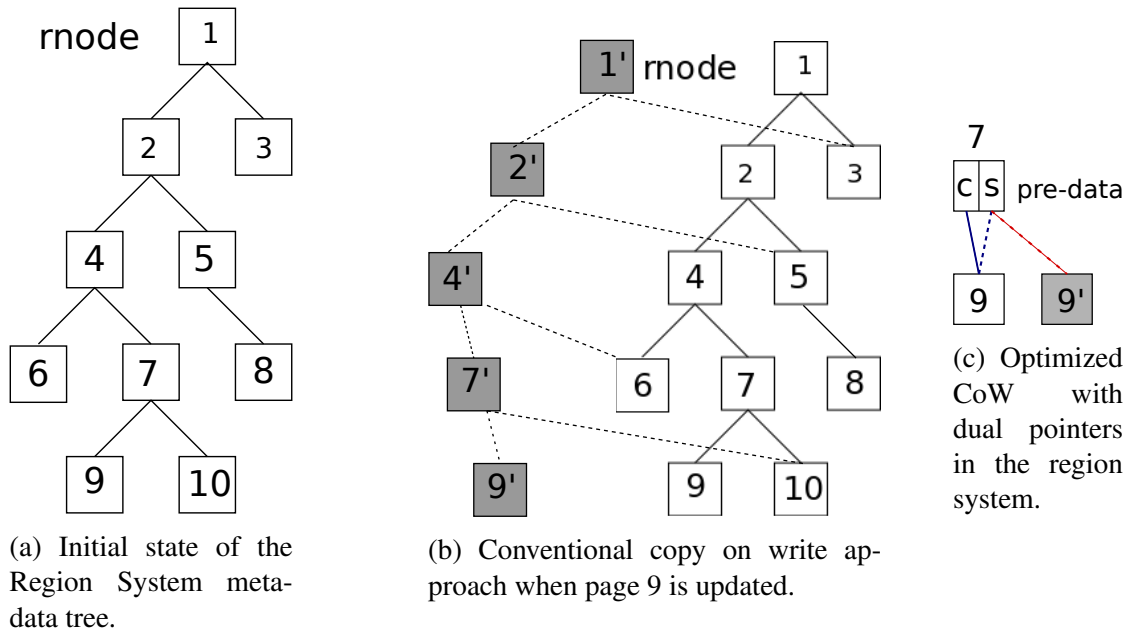 rnode
1
2
3
4
5
6
7
8
9
10
(a) Initial state of the
Region System meta-
data tree.
1' rnode
1
2'
2
3
4'
4
5
7'
6
7
8
9'
9
10
(b) Conventional copy on write ap-
proach when page 9 is updated.
7
c s pre-data
9
9'
(c) Optimized
CoW with
dual pointers
in the region
system.